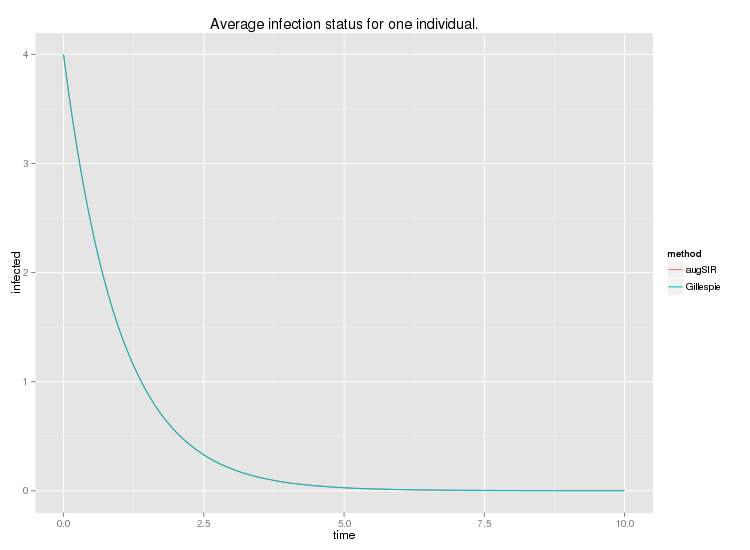 Average infection status for one individual.
4
3
2
1
0
infected
0.0 2.5 5.0 7.5 10.0
time
method
augSIR
Gillespie